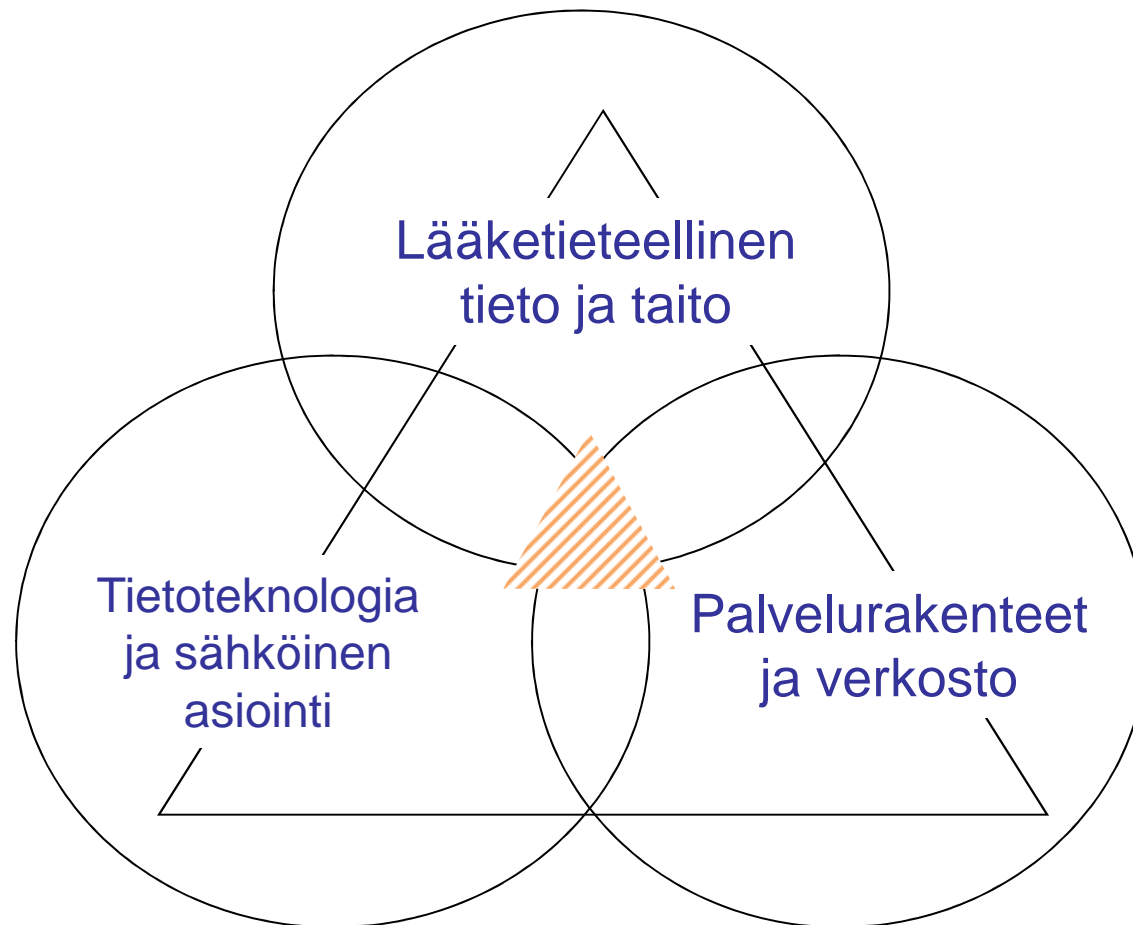 Lääketieteellinen
tieto ja taito
Tietoteknologia
ja sähköinen
asiointi
Palvelurakenteet
ja verkosto